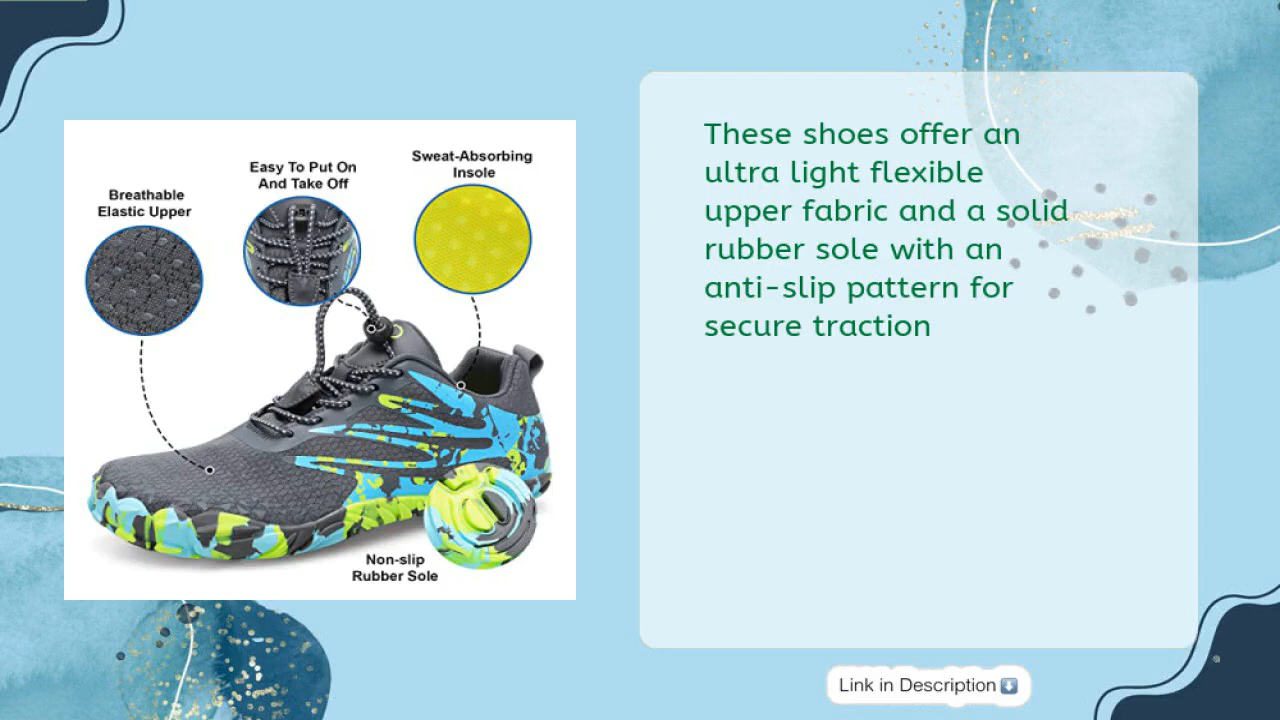 Breathable
Elastic Upper
Easy To Put On
And Take Off
Sweat-Absorbing
Insole
Non-slip
Rubber Sole
These shoes offer an
ultra light flexible
upper fabric and a solid
rubber sole with an
anti-slip pattern for
secure traction
Link in Description⬇️